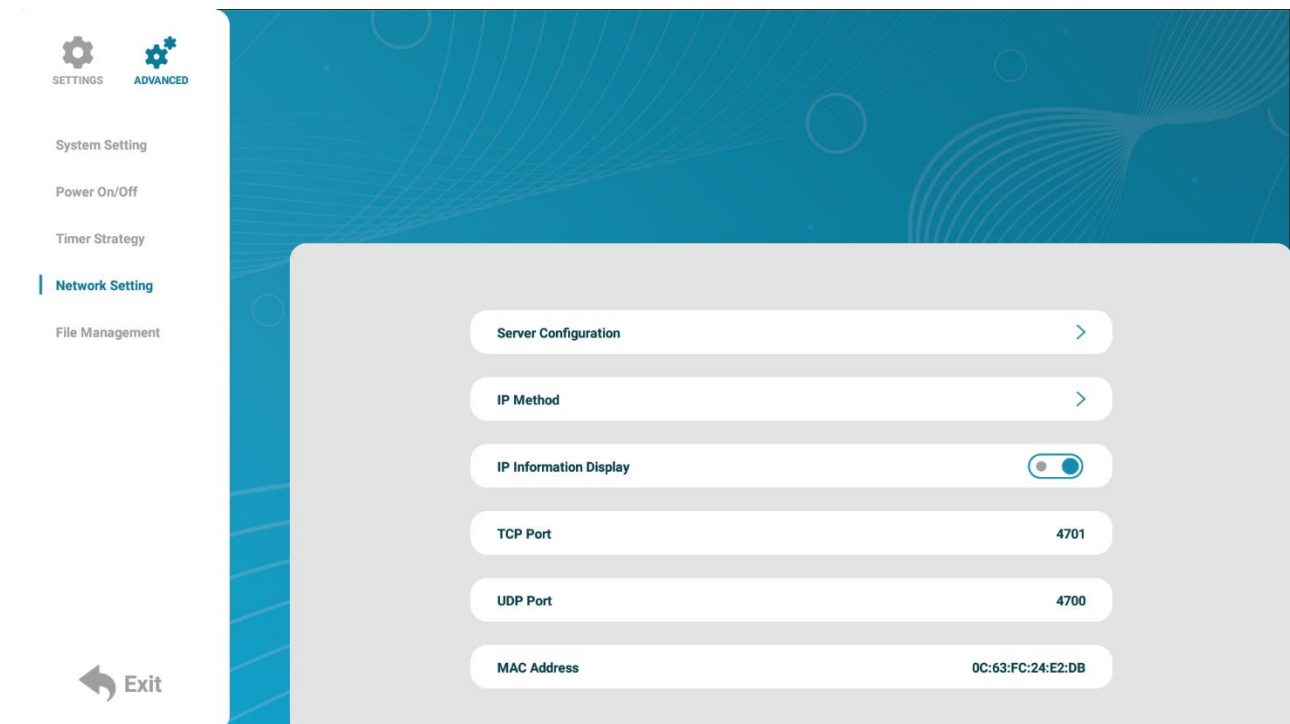 SETTINGS ADVANCED
System Setting
Power On/Off
Timer Strategy
Network Setting
File Management
Exit
Server Configuration
IP Method
IP Information Display
TCP Port 4701
UDP Port 4700
MAC Address 0C:63:FC:24:E2:DB